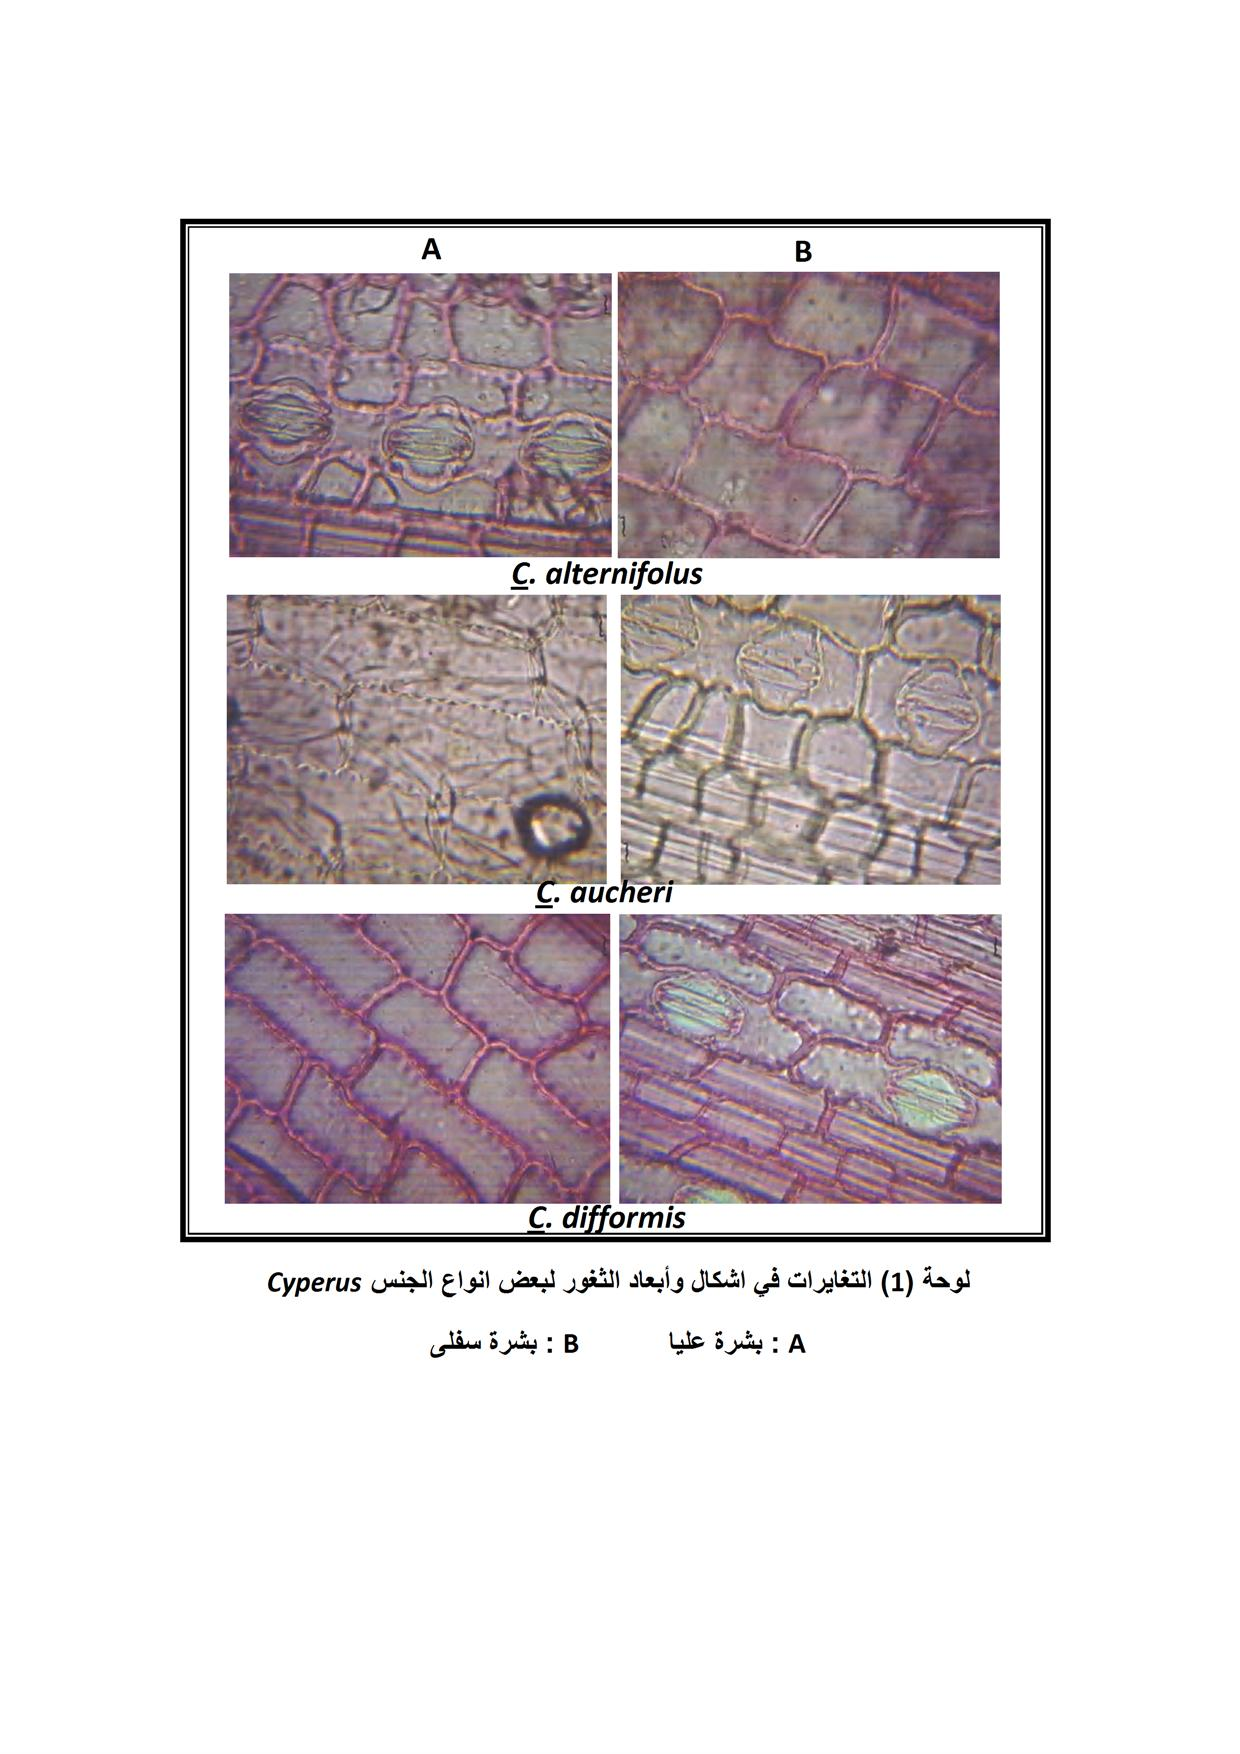 A B
C. alternifolus
C. aucheri
C. difformis
لوحة (1) التغايرات في اشكال وأبعاد الثغور لبعض انواع الجنس Cyperus
A : بشرة عليا B : بشرة سفلى